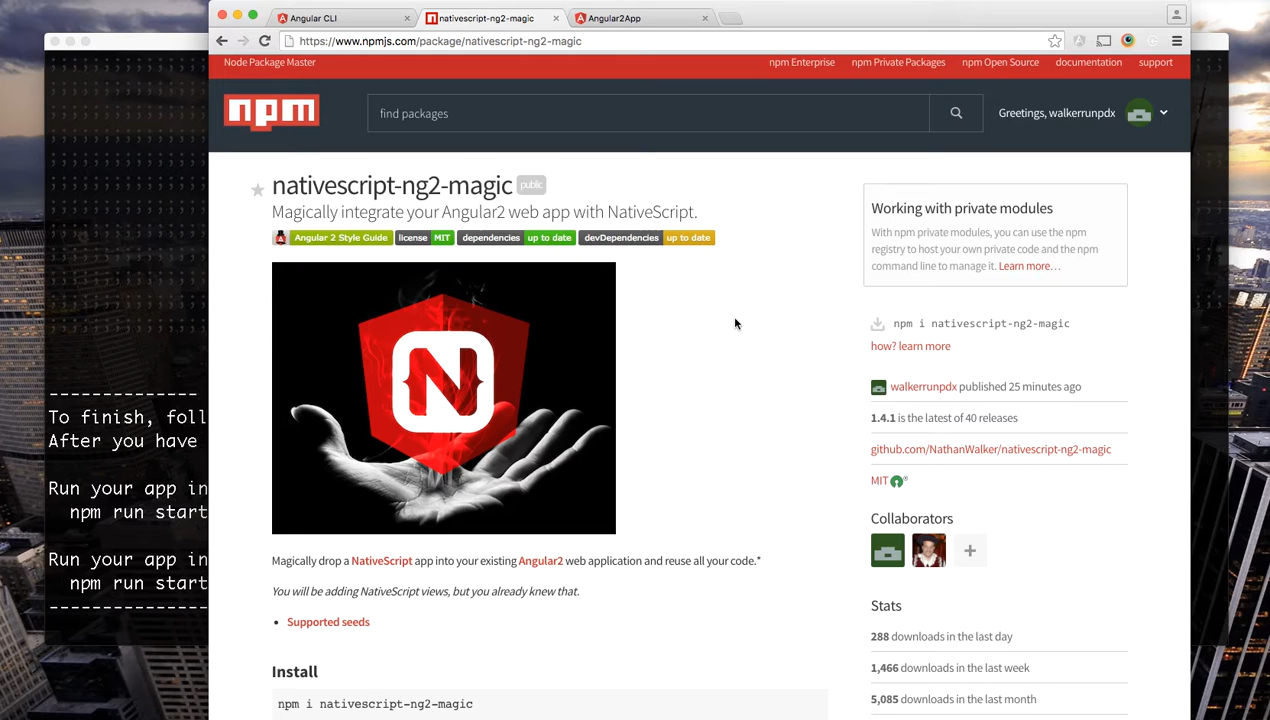 Angular CLI
nativescript-ng2-magic
Angular2App
https://www.npmjs.com/package/nativescript-ng2-magic
Node Package Master
npm Enterprise
npm Private Packages
npm Open Source
documentation
support
npm
find packages
Greetings, walkerrunpdx
nativescript-ng2-magic public
Magically integrate your Angular2 web app with NativeScript.
Angular 2 Style Guide
license MIT
dependencies up to date
devDependencies up to date
N
Magically drop a NativeScript app into your existing Angular2 web application and reuse all your code.*
You will be adding NativeScript views, but you already knew that.
• Supported seeds
Install
npm i nativescript-ng2-magic
Working with private modules
With npm private modules, you can use the npm
registry to host your own private code and the npm
command line to manage it. Learn more…
npm i nativescript-ng2-magic
how? learn more
walkerrunpdx published 25 minutes ago
1.4.1 is the latest of 40 releases
github.com/NathanWalker/nativescript-ng2-magic
MIT
Collaborators
+
Stats
288 downloads in the last day
1,466 downloads in the last week
5,085 downloads in the last month
To finish, foll
After you have
Run your app in
npm run start
Run your app in
npm run start